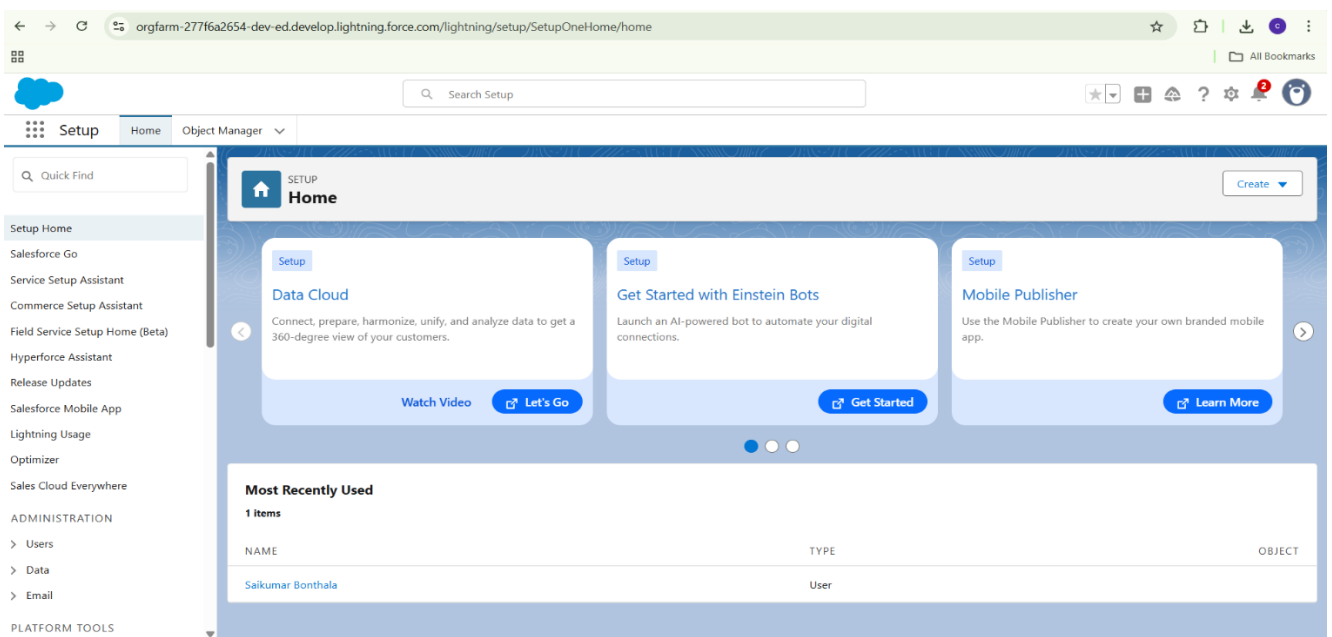 orgfarm-277f6a2654-dev-ed.develop.lightning.force.com/lightning/setup/SetupOneHome/home
C
All Bookmarks
Search Setup
2
Setup
Home
Object Manager
Quick Find
Setup Home
Salesforce Go
Service Setup Assistant
Commerce Setup Assistant
Field Service Setup Home (Beta)
Hyperforce Assistant
Release Updates
Salesforce Mobile App
Lightning Usage
Optimizer
Sales Cloud Everywhere
ADMINISTRATION
Users
Data
Email
PLATFORM TOOLS
SETUP
Home
Create
Setup
Data Cloud
Connect, prepare, harmonize, unify, and analyze data to get a
360-degree view of your customers.
Watch Video
Let's Go
Setup
Get Started with Einstein Bots
Launch an AI-powered bot to automate your digital
connections.
Get Started
Setup
Mobile Publisher
Use the Mobile Publisher to create your own branded mobile
app.
Learn More
Most Recently Used
1 items
NAME TYPE OBJECT
Saikumar Bonthala User